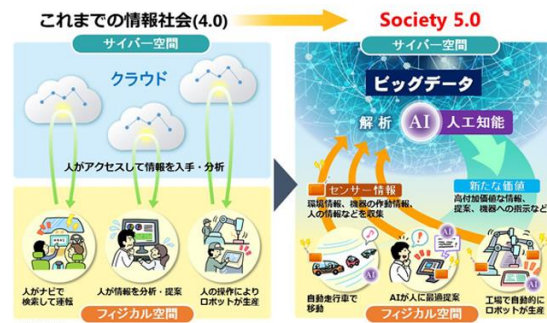 これまでの情報社会(4.0)
サイバー空間
クラウド
人がアクセスして情報を入手・分析
人がナビで
検索して運転
人が情報を分析・提案
人の操作により
ロボットが生産
フィジカル空間
Society 5.0
サイバー空間
ビッグデータ
解析 AI 人工知能
センサー情報
環境情報、機器の作動情報、
人の情報などを収集
新たな価値
高付加価値な情報、
提案、機器への指示など
AI
AI
AI
自動走行車で
移動
AIが人に最適提案
工場で自動的に
ロボットが生産
フィジカル空間